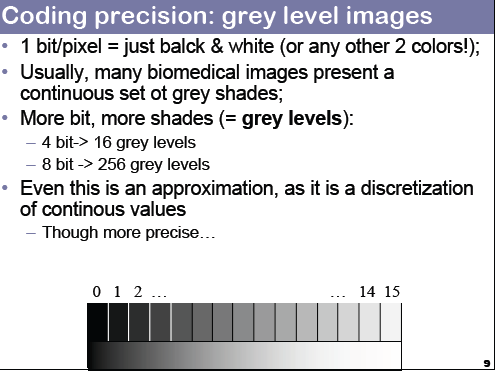 Coding precision: grey level images
• 1 bit/pixel = just balck & white (or any other 2 colors!);
• Usually, many biomedical images present a
continuous set ot grey shades;
• More bit, more shades (= grey levels):
– 4 bit-> 16 grey levels
– 8 bit -> 256 grey levels
• Even this is an approximation, as it is a discretization
of continous values
– Though more precise…
0 1 2 … … 14 15
9